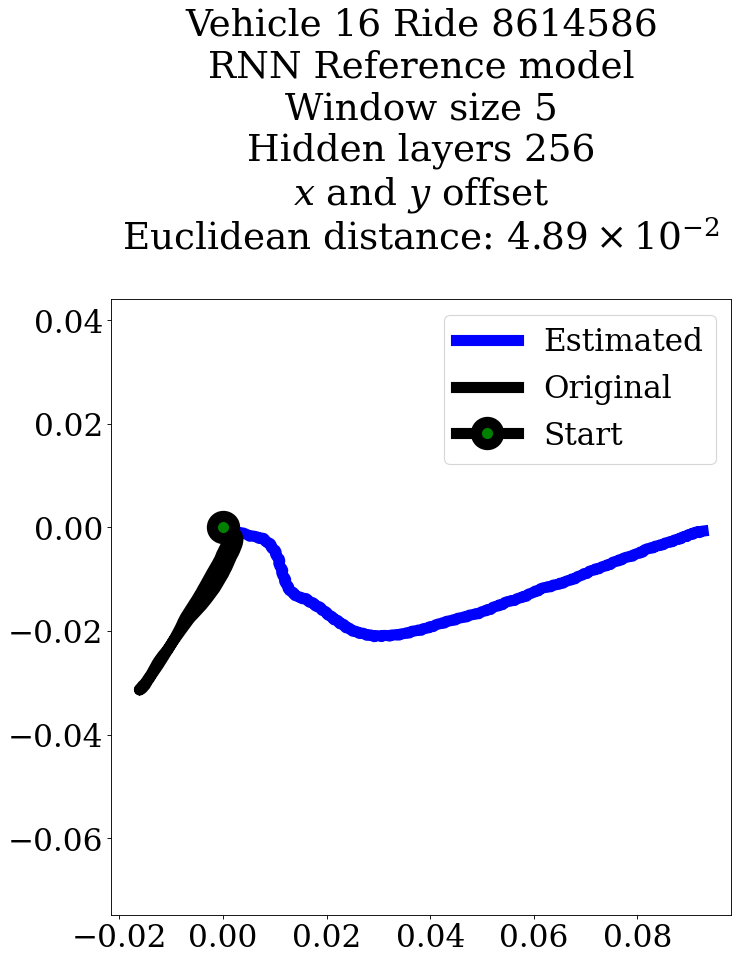 Vehicle 16 Ride 8614586
RNN Reference model
Window size 5
Hidden layers 256
x and y offset
Euclidean distance: 4.89 × 10⁻²
Estimated
Original
Start
0.04
0.02
0.00
−0.02
−0.04
−0.06
−0.02 0.00 0.02 0.04 0.06 0.08